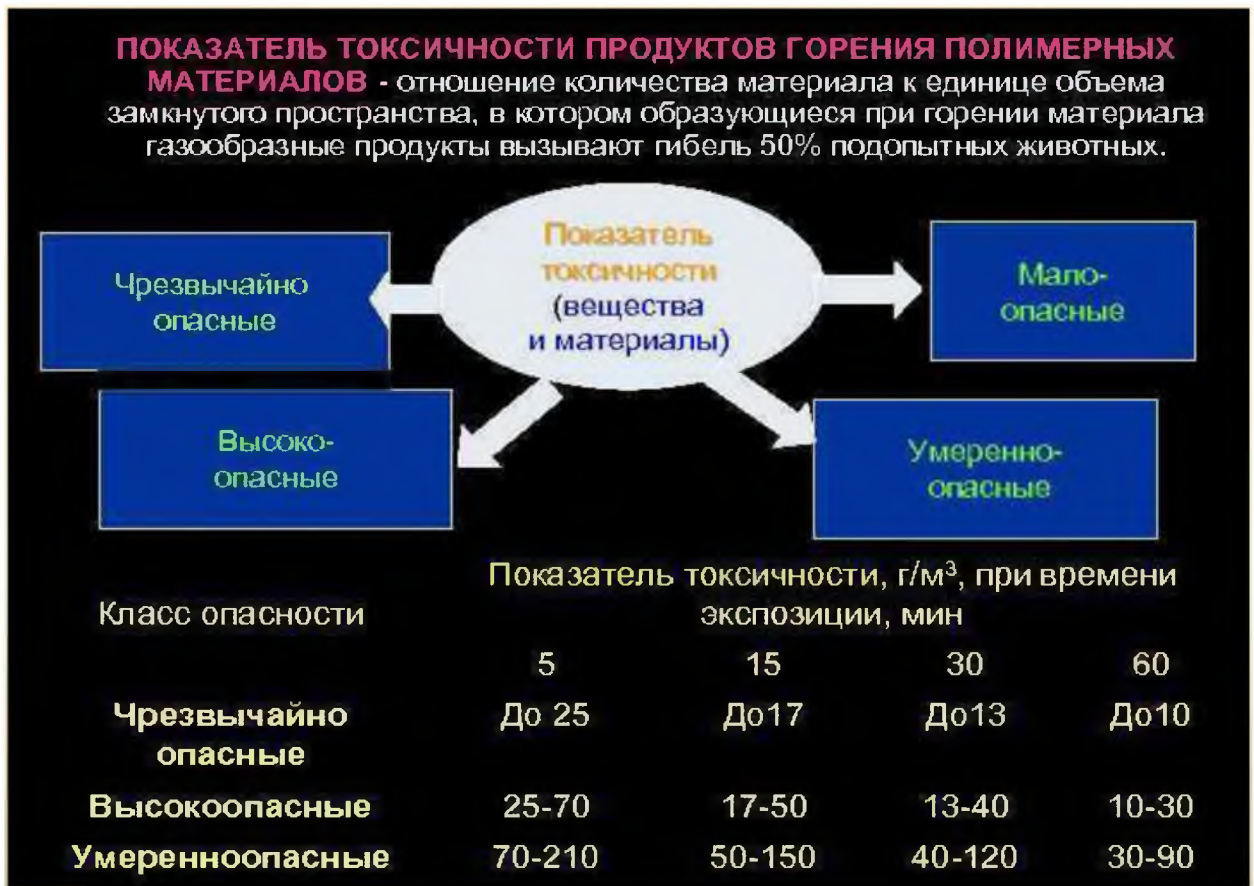 ПОКАЗАТЕЛЬ ТОКСИЧНОСТИ ПРОДУКТОВ ГОРЕНИЯ ПОЛИМЕРНЫХ
МАТЕРИАЛОВ - отношение количества материала к единице объема
замкнутого пространства, в котором образующиеся при горении материала
газообразные продукты вызывают гибель 50% подопытных животных.
Показатель
токсичности
(вещества
и материалы)
Чрезвычайно
опасные
Мало-
опасные
Высоко-
опасные
Умеренно-
опасные
Класс опасности
Показатель токсичности, г/м³, при времени
экспозиции, мин
5 15 30 60
Чрезвычайно
опасные
До 25 До17 До13 До10
Высокоопасные 25-70 17-50 13-40 10-30
Умеренноопасные 70-210 50-150 40-120 30-90